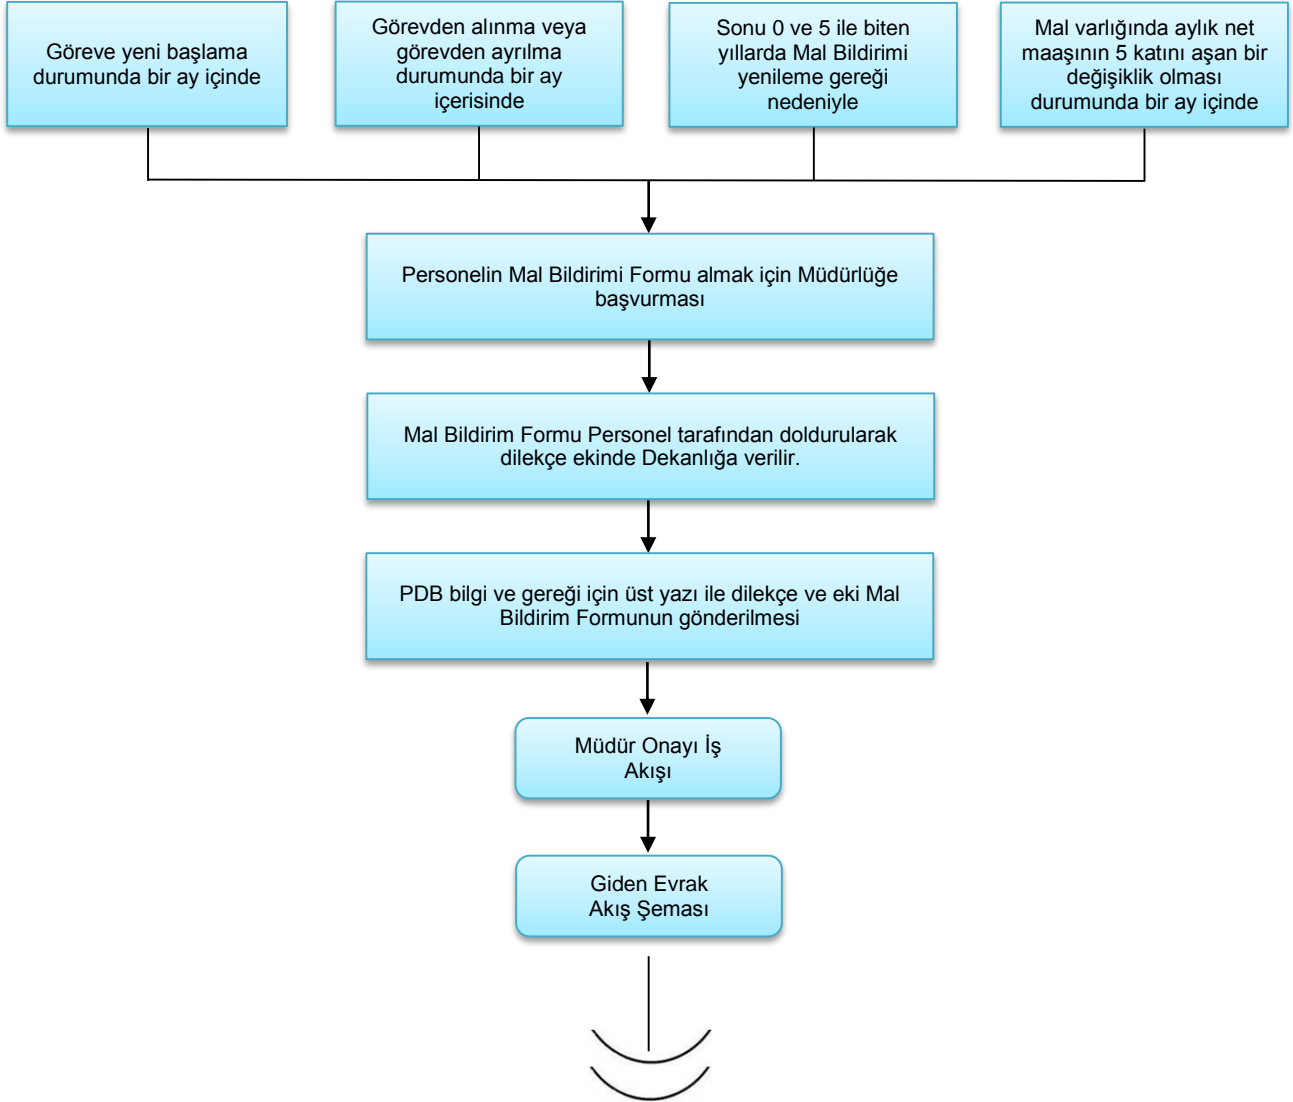 Göreve yeni başlama
durumunda bir ay içinde
Görevden alınma veya
görevden ayrılma
durumunda bir ay
içerisinde
Sonu 0 ve 5 ile biten
yıllarda Mal Bildirimi
yenileme gereği
nedeniyle
Mal varlığında aylık net
maaşının 5 katını aşan bir
değişiklik olması
durumunda bir ay içinde
Personelin Mal Bildirimi Formu almak için Müdürlüğe
başvurması
Mal Bildirim Formu Personel tarafından doldurularak
dilekçe ekinde Dekanlığa verilir.
PDB bilgi ve gereği için üst yazı ile dilekçe ve eki Mal
Bildirim Formunun gönderilmesi
Müdür Onayı İş
Akışı
Giden Evrak
Akış Şeması